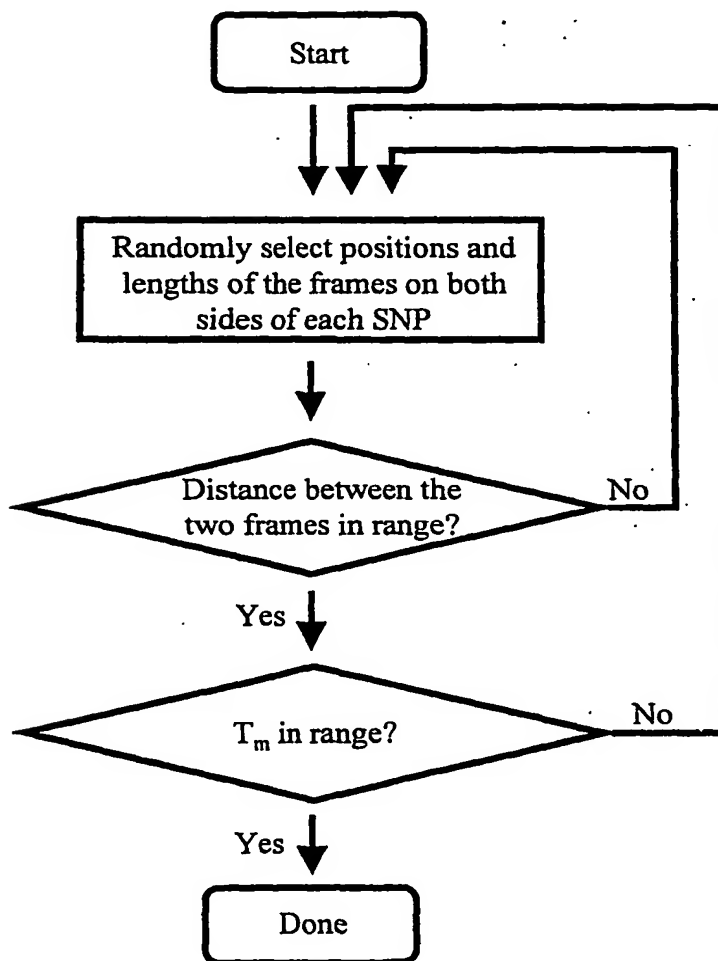 Start
Randomly select positions and
lengths of the frames on both
sides of each SNP
Distance between the
two frames in range?
No
Yes
Tm in range?
No
Yes
Done